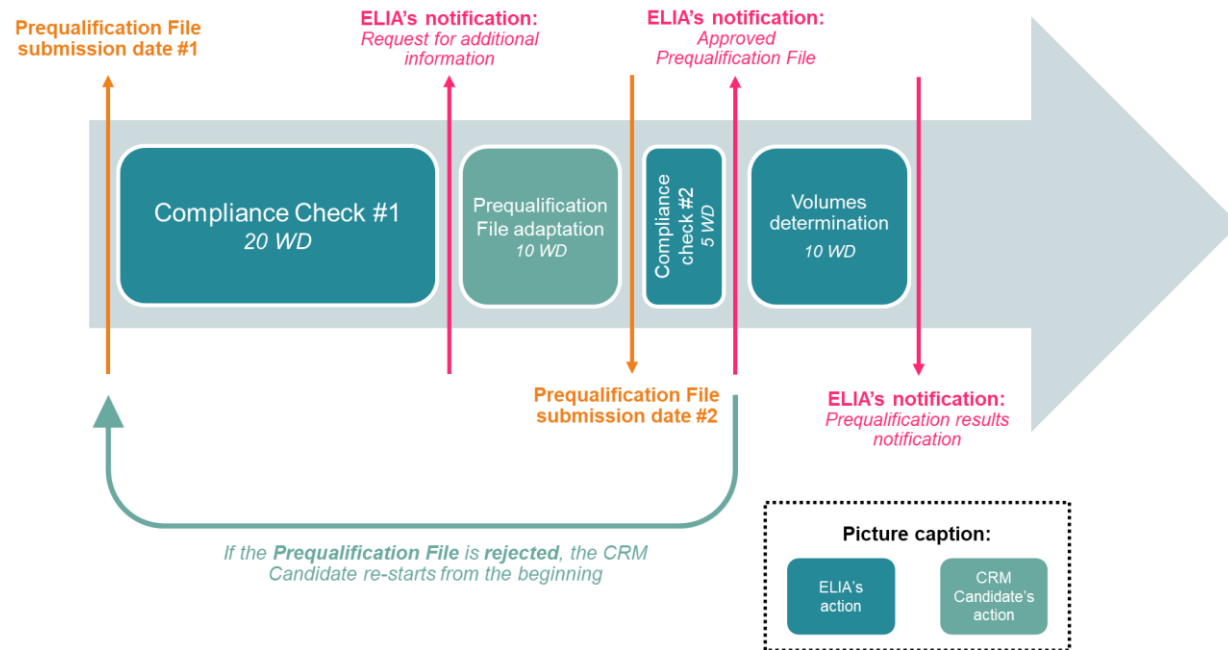 Prequalification File
submission date #1
ELIA's notification:
Request for additional
information
ELIA's notification:
Approved
Prequalification File
Compliance Check #1
20 WD
Prequalification
File adaptation
10 WD
Compliance
check #2
5 WD
Volumes
determination
10 WD
Prequalification File
submission date #2
ELIA's notification:
Prequalification results
notification
If the Prequalification File is rejected, the CRM
Candidate re-starts from the beginning
Picture caption:
ELIA's
action
CRM
Candidate's
action